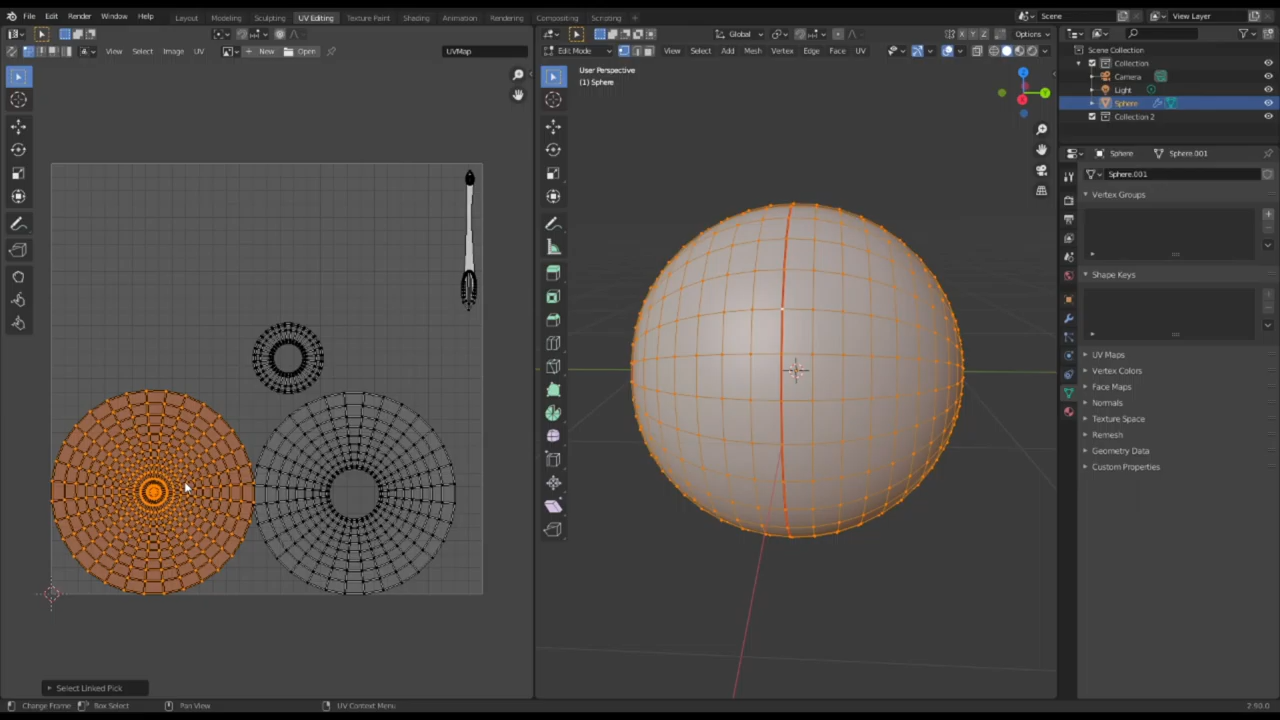 File Edit Render Window Help Layout Modeling Sculpting UV Editing Texture Paint Shading Animation Rendering Compositing Scripting + Scene View Layer
View Select Image UV New Open UVMap
Global Options
Edit Mode View Select Add Mesh Vertex Edge Face UV
User Perspective
(1) Sphere
Scene Collection
Collection
Camera
Light
Sphere
Collection 2
Sphere Sphere.001
Sphere.001
Vertex Groups
Shape Keys
UV Maps
Vertex Colors
Face Maps
Normals
Texture Space
Remesh
Geometry Data
Custom Properties
Select Linked Pick
Change Frame Box Select Pan View UV Context Menu 2.90.0